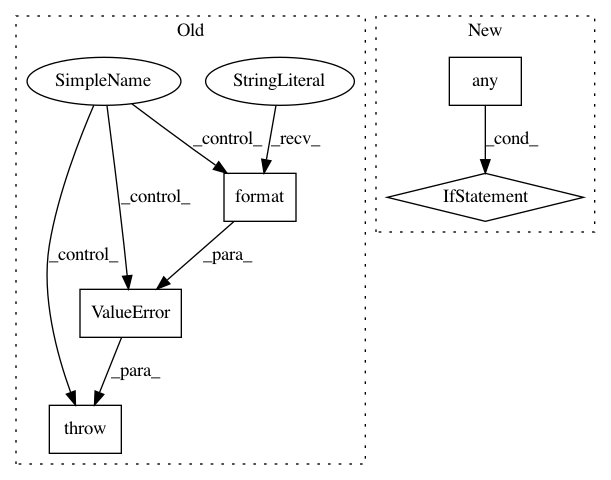 Old
New
SimpleName
StringLiteral
any
_control_
_recv_
_cond_
_control_
format
IfStatement
_control_
_para_
ValueError
_para_
throw